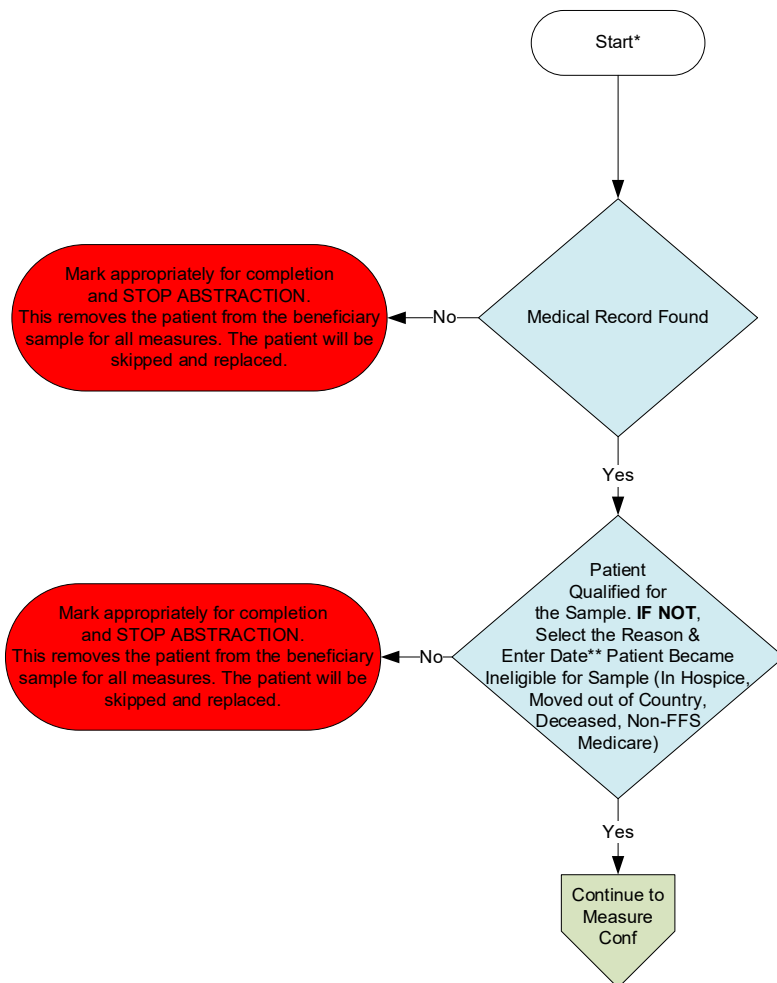 Start*
Medical Record Found
No
Mark appropriately for completion
and STOP ABSTRACTION.
This removes the patient from the beneficiary
sample for all measures. The patient will be
skipped and replaced.
Yes
Patient
Qualified for
the Sample. IF NOT,
Select the Reason &
Enter Date** Patient Became
Ineligible for Sample (In Hospice,
Moved out of Country,
Deceased, Non-FFS
Medicare)
No
Mark appropriately for completion
and STOP ABSTRACTION.
This removes the patient from the beneficiary
sample for all measures. The patient will be
skipped and replaced.
Yes
Continue to
Measure
Conf